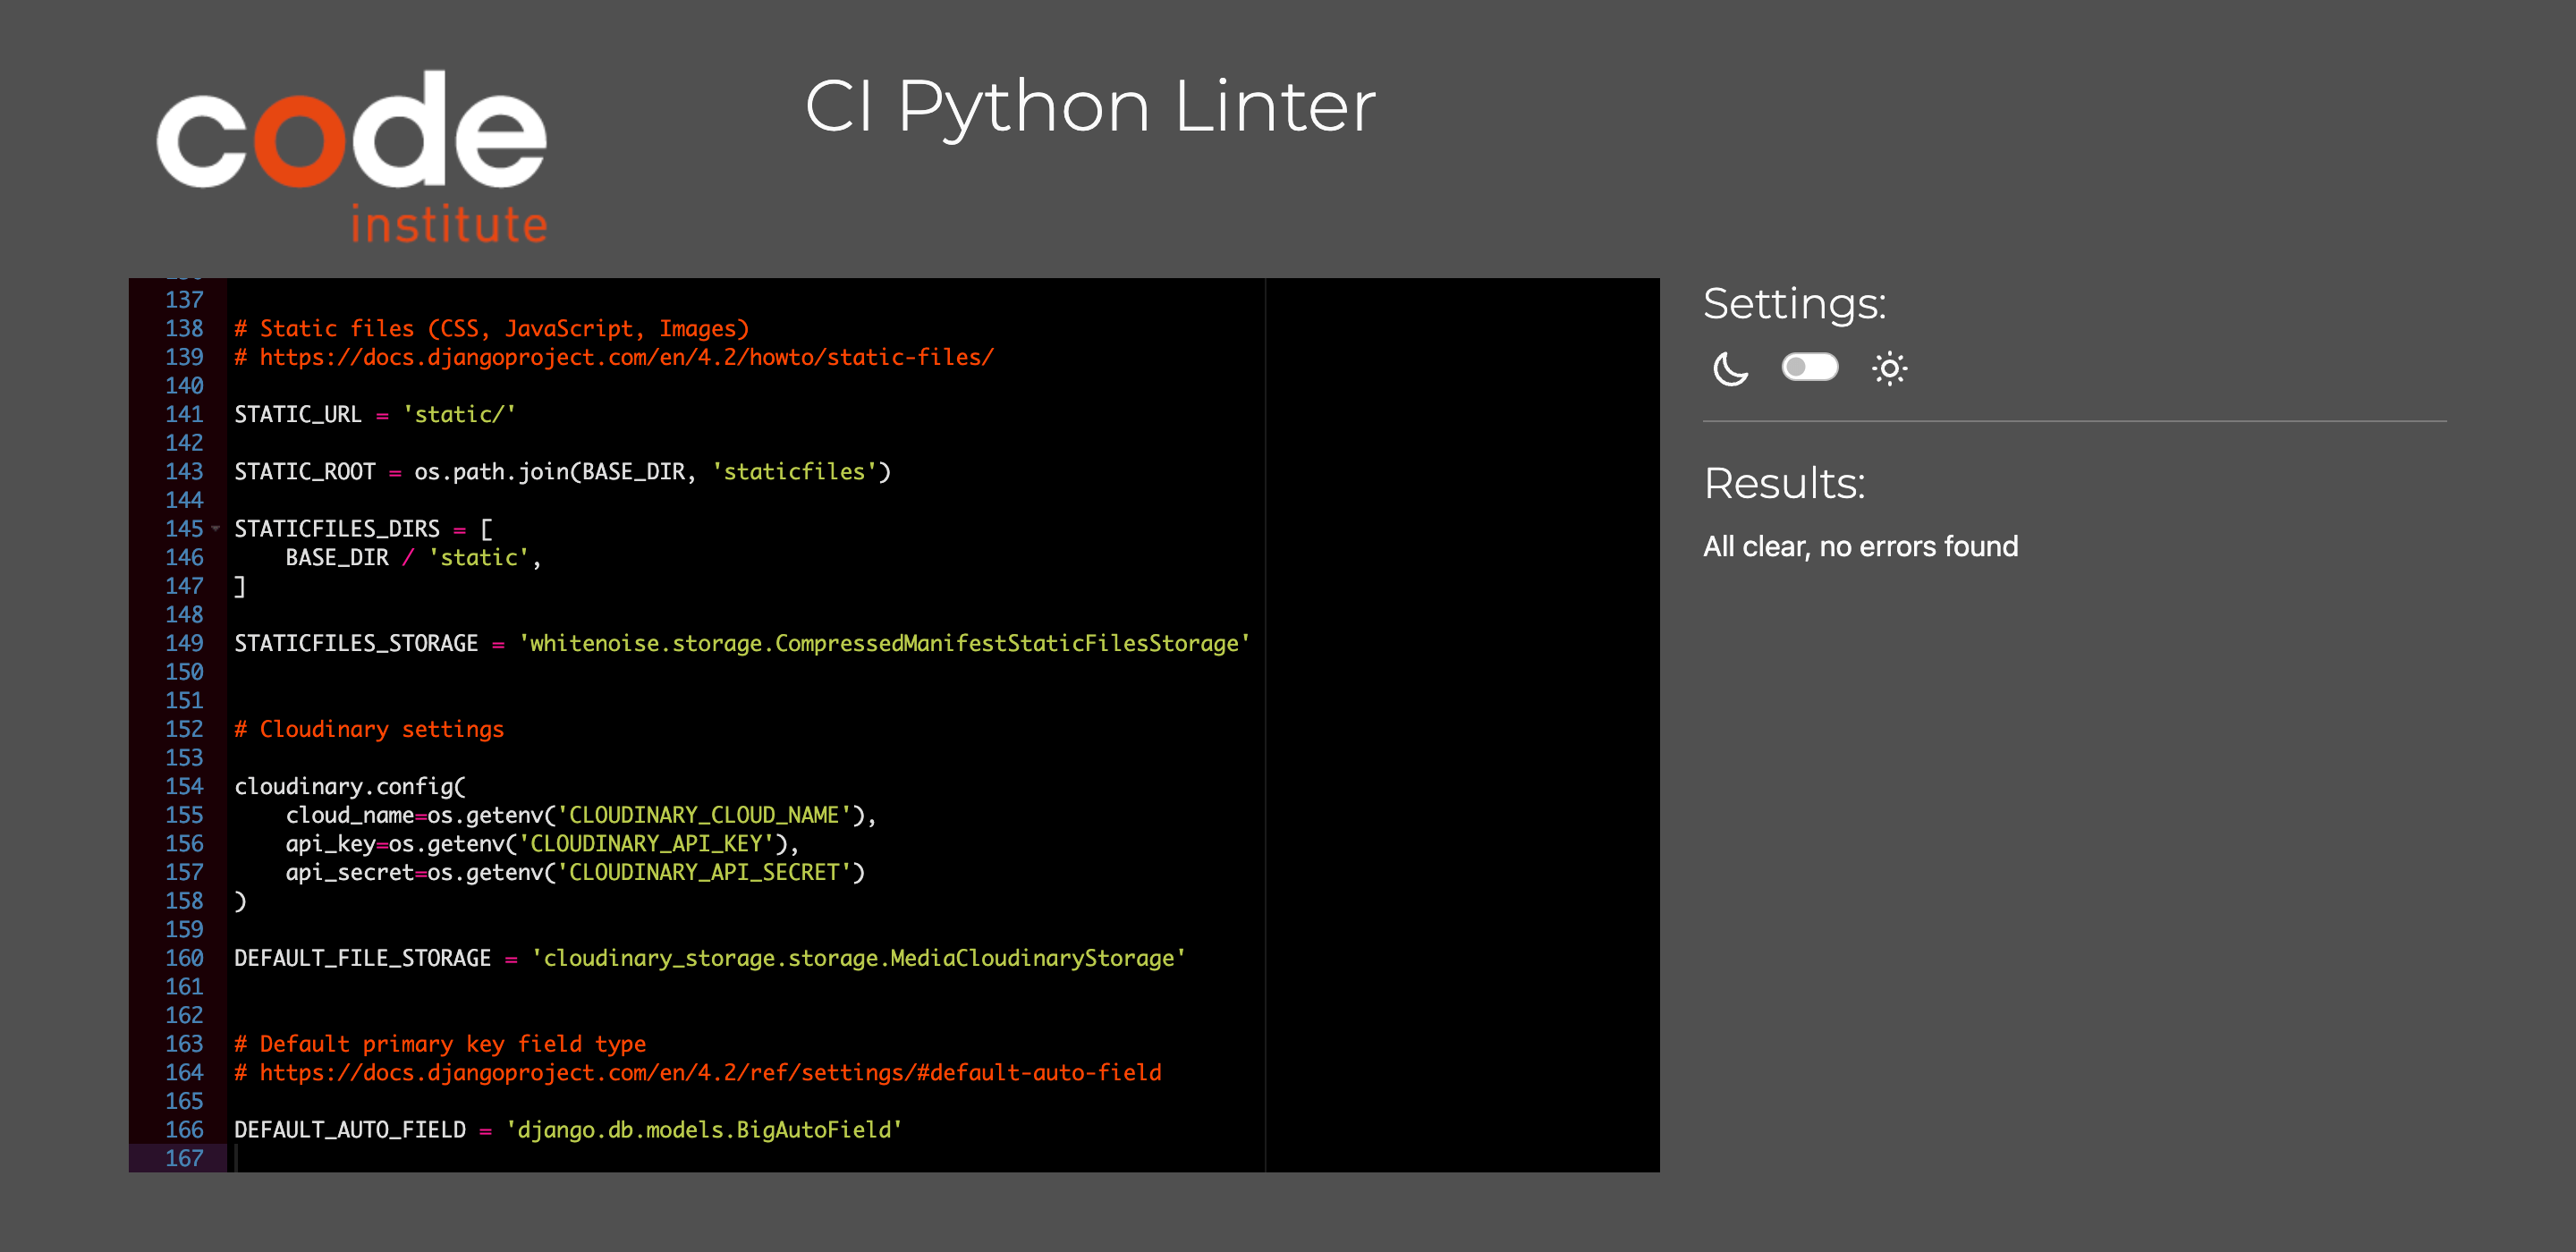 code
institute
CI Python Linter
137
138 # Static files (CSS, JavaScript, Images)
139 # https://docs.djangoproject.com/en/4.2/howto/static-files/
140
141 STATIC_URL = 'static/'
142
143 STATIC_ROOT = os.path.join(BASE_DIR, 'staticfiles')
144
145 STATICFILES_DIRS = [
146     BASE_DIR / 'static',
147 ]
148
149 STATICFILES_STORAGE = 'whitenoise.storage.CompressedManifestStaticFilesStorage'
150
151
152 # Cloudinary settings
153
154 cloudinary.config(
155     cloud_name=os.getenv('CLOUDINARY_CLOUD_NAME'),
156     api_key=os.getenv('CLOUDINARY_API_KEY'),
157     api_secret=os.getenv('CLOUDINARY_API_SECRET')
158 )
159
160 DEFAULT_FILE_STORAGE = 'cloudinary_storage.storage.MediaCloudinaryStorage'
161
162
163 # Default primary key field type
164 # https://docs.djangoproject.com/en/4.2/ref/settings/#default-auto-field
165
166 DEFAULT_AUTO_FIELD = 'django.db.models.BigAutoField'
167
Settings:
Results:
All clear, no errors found